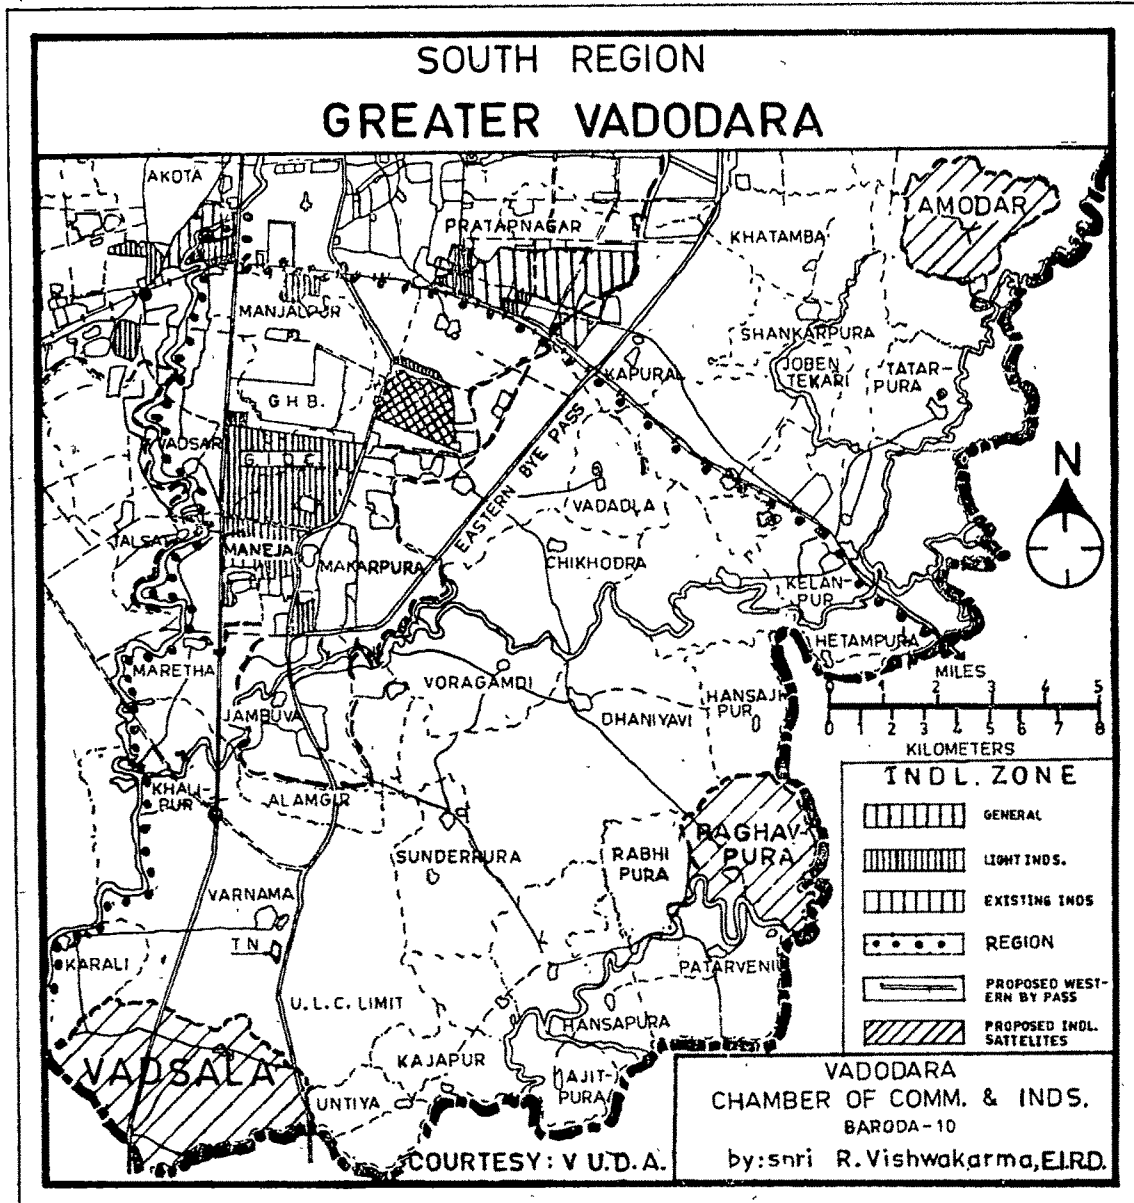 SOUTH REGION
GREATER VADODARA
AKOTA
PRATAPNAGAR
KHATAMBA
AMODAR
MANJALPUR
SHANKARPURA
JOBEN
TEKARI
TATAR-
PURA
KAPURAI
G.H.B.
VADSAR
G.I.D.C.
EASTERN BYE PASS
VADADLA
N
MANEJA
MAKARPURA
CHIKHODRA
KELAN-
PUR
HETAMPURA
MARETHA
VORAGAMDI
JAMBUVA
DHANIYAVI
HANSAJI
PUR
MILES
0 1 2 3 4 5
0 1 2 3 4 5 6 7 8
KILOMETERS
KHALI-
PUR
ALAMGIR
SUNDERPURA
RABHI
PURA
RAGHAV-
PURA
VARNAMA
T.N.
KARALI
U.L.C. LIMIT
PATARVENI
HANSAPURA
KAJAPUR
VADSALA
UNTIYA
AJIT-
PURA
INDL. ZONE
GENERAL
LIGHT INDS.
EXISTING INDS
REGION
PROPOSED WEST-
ERN BY PASS
PROPOSED INDL.
SATTELITES
VADODARA
CHAMBER OF COMM. & INDS.
BARODA-10
COURTESY: V U.D.A.
by: shri R. Vishwakarma, E.I.R.D.